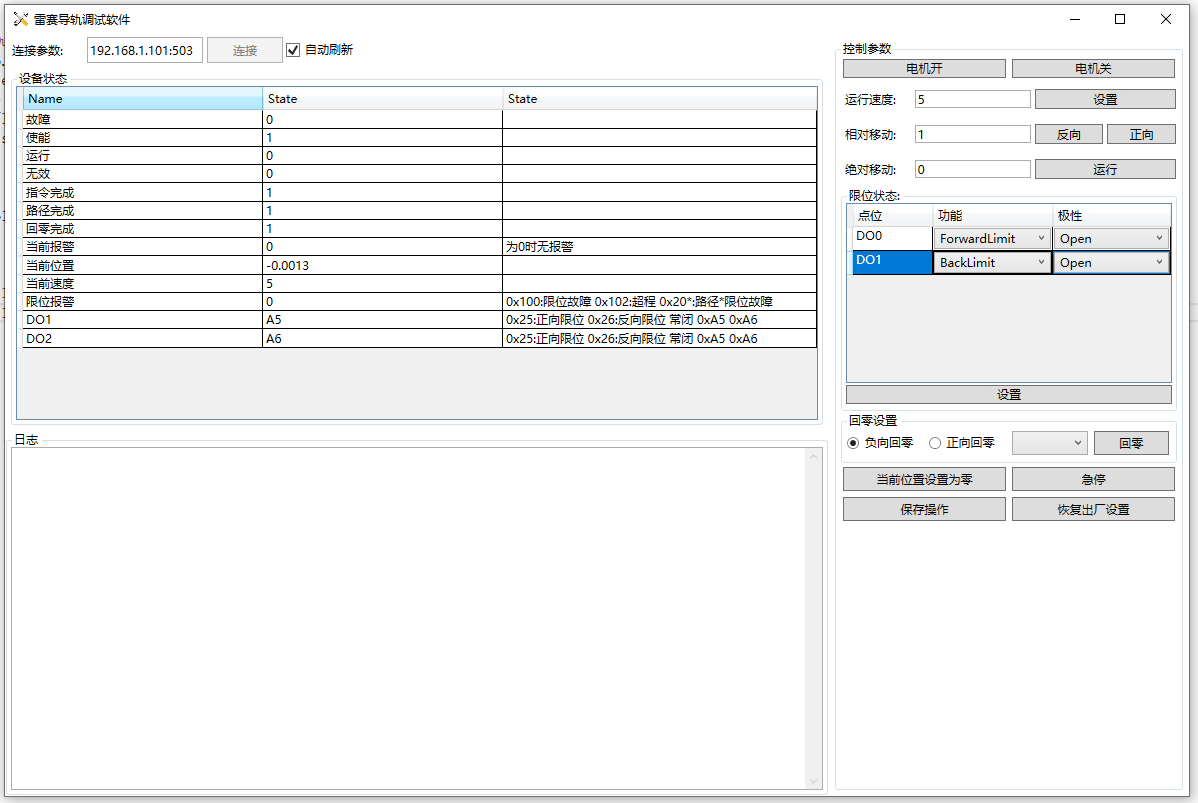 雷赛导轨调试软件
连接参数: 192.168.1.101:503 连接 自动刷新
设备状态
Name State State
故障 0
使能 1
运行 0
无效 0
指令完成 1
路径完成 1
回零完成 1
当前报警 0 为0时无报警
当前位置 -0.0013
当前速度 5
限位报警 0 0x100:限位故障 0x102:超程 0x20*:路径*限位故障
DO1 A5 0x25:正向限位 0x26:反向限位 常闭 0xA5 0xA6
DO2 A6 0x25:正向限位 0x26:反向限位 常闭 0xA5 0xA6
日志
控制参数
电机开 电机关
运行速度: 5 设置
相对移动: 1 反向 正向
绝对移动: 0 运行
限位状态:
点位 功能 极性
DO0 ForwardLimit Open
DO1 BackLimit Open
设置
回零设置
负向回零 正向回零 回零
当前位置设置为零 急停
保存操作 恢复出厂设置